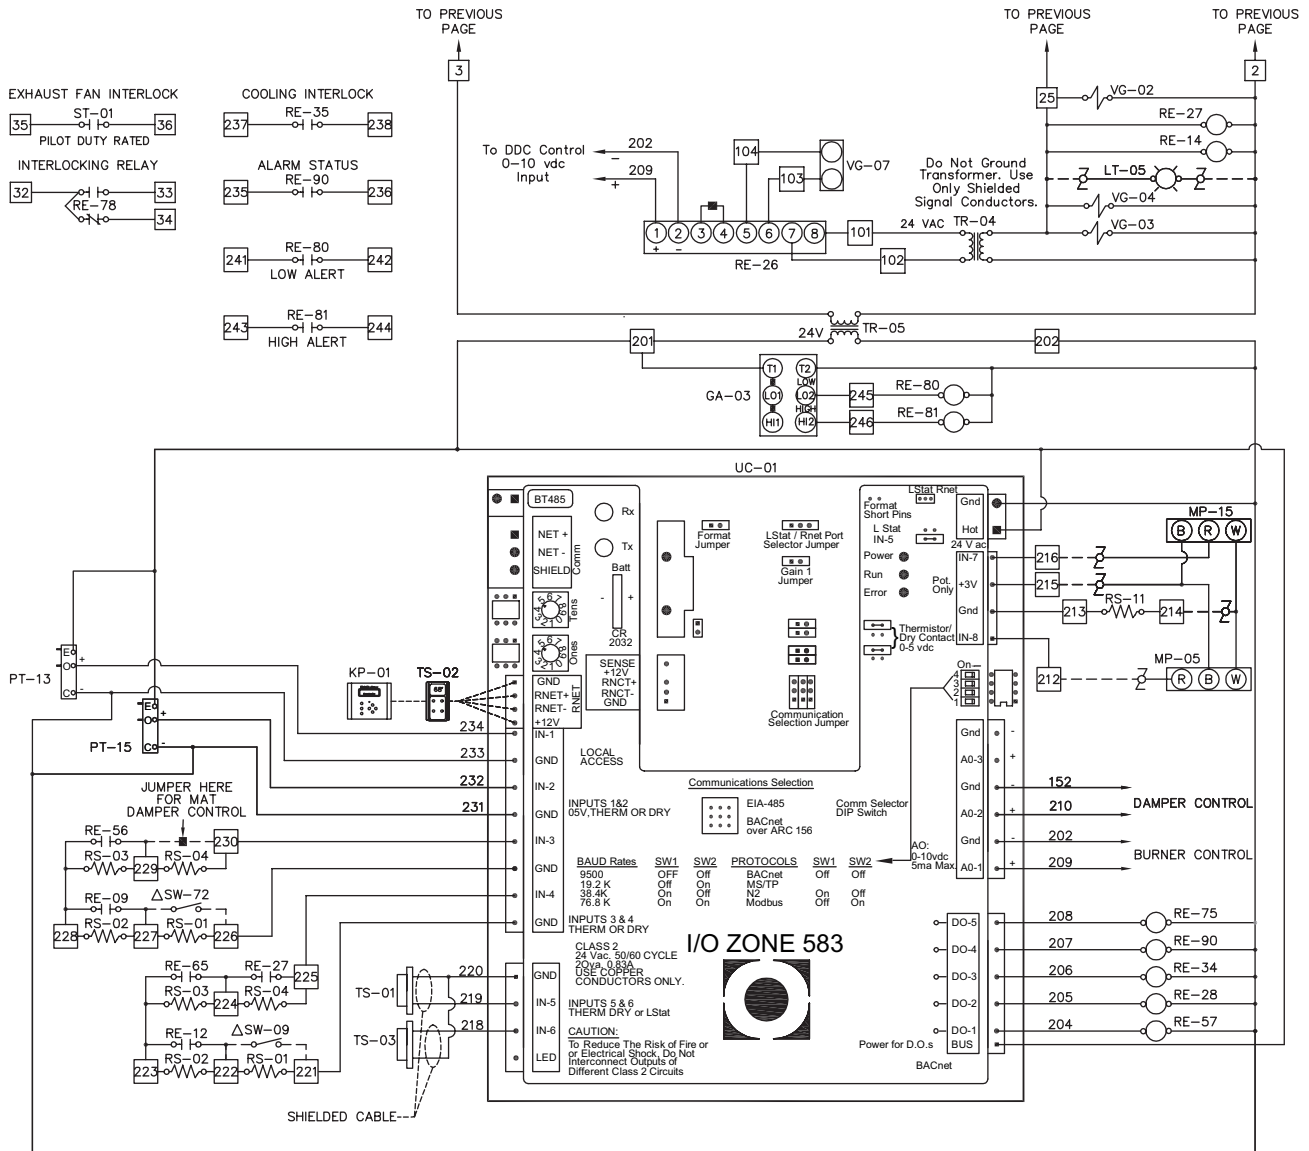 TO PREVIOUS
PAGE
3
TO PREVIOUS
PAGE
25
TO PREVIOUS
PAGE
2
EXHAUST FAN INTERLOCK
35
ST-01
36
PILOT DUTY RATED
INTERLOCKING RELAY
32
33
RE-78
34
COOLING INTERLOCK
237
RE-35
238
ALARM STATUS
235
RE-90
236
241
RE-80
242
LOW ALERT
243
RE-81
244
HIGH ALERT
To DDC Control
0-10 vdc
Input
202
-
209
+
104
103
VG-07
1 2 3 4 5 6 7 8
+ -
RE-26
101
102
24 VAC
TR-04
Do Not Ground
Transformer. Use
Only Shielded
Signal Conductors.
VG-02
RE-27
RE-14
LT-05
VG-04
VG-03
201
24V
TR-05
202
GA-03
T1 T2
LOW
LO1 LO2
HIGH
HI1 HI2
245
RE-80
246
RE-81
UC-01
BT485
Rx
Tx
NET +
NET -
SHIELD
Comm
Batt
- +
CR
2032
Tens
Ones
Format
Jumper
LStat / Rnet Port
Selector Jumper
Gain 1
Jumper
SENSE
+12V
RNCT+
RNCT-
GND
Communication
Selection Jumper
LStat Rnet
Format
Short Pins
L Stat
IN-5
Power
Run
Error
Thermistor/
Dry Contact
0-5 vdc
Gnd
Hot
24 V ac
IN-7
+3V
Pot.
Only
Gnd
IN-8
On
4
3
2
1
216
215
213
RS-11
214
212
MP-15
B R W
MP-05
R B W
PT-13
E
O
C
+
-
PT-15
E
O
C
+
-
KP-01
TS-02
68°
GND
RNET+
RNET-
+12V
RNET
234
IN-1
233
GND
LOCAL
ACCESS
232
IN-2
231
GND
INPUTS 1&2
05V,THERM OR DRY
IN-3
GND
IN-4
GND
INPUTS 3 & 4
THERM OR DRY
JUMPER HERE
FOR MAT
DAMPER CONTROL
RE-56
230
RS-03
229
RS-04
RE-09
△SW-72
228
RS-02
227
RS-01
226
RE-65
RE-27
225
RS-03
224
RS-04
RE-12
△SW-09
RS-02
RS-01
223
222
221
TS-01
TS-03
220
219
218
SHIELDED CABLE
GND
IN-5
IN-6
LED
INPUTS 5 & 6
THERM DRY or LStat
CLASS 2
24 Vac. 50/60 CYCLE
20va, 0.83A
USE COPPER
CONDUCTORS ONLY.
CAUTION:
To Reduce The Risk of Fire or
or Electrical Shock, Do Not
Interconnect Outputs of
Different Class 2 Circuits
Communications Selection
EIA-485
BACnet
over ARC 156
Comm Selector
DIP Switch
BAUD Rates SW1 SW2 PROTOCOLS SW1 SW2
9500 OFF Off BACnet Off Off
19.2 K Off On MS/TP
38.4K On Off N2 On Off
76.8 K On On Modbus Off On
I/O ZONE 583
AO:
0-10vdc
5ma Max.
Gnd -
A0-3 +
Gnd - 152
A0-2 + 210
DAMPER CONTROL
Gnd - 202
A0-1 + 209
BURNER CONTROL
DO-5 208 RE-75
DO-4 207 RE-90
DO-3 206 RE-34
DO-2 205 RE-28
DO-1 204 RE-57
Power for D.O.s BUS
BACnet